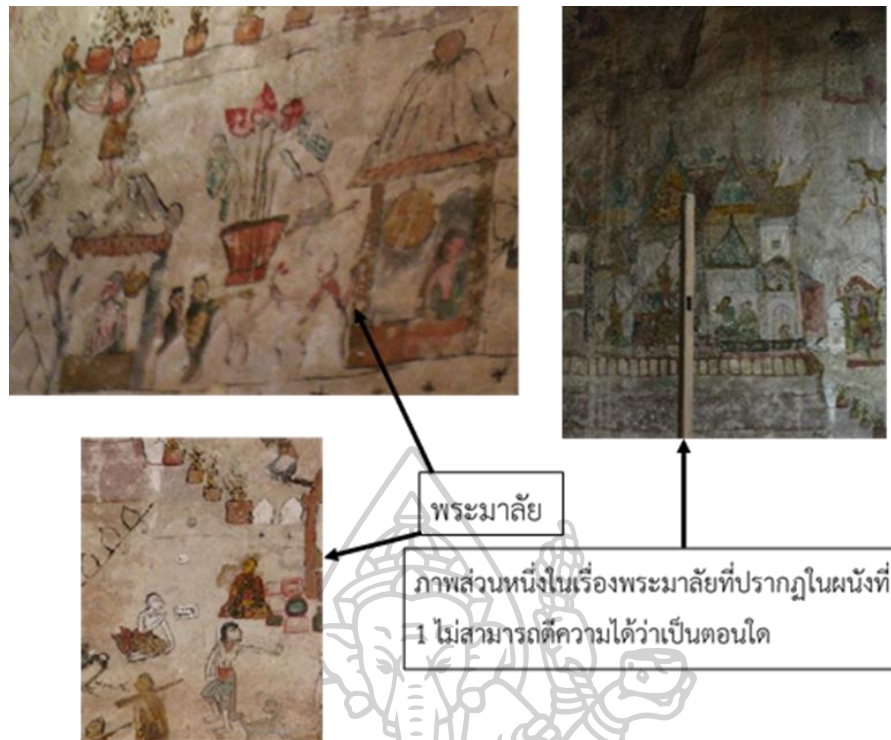 พระมาลัย
ภาพส่วนหนึ่งในเรื่องพระมาลัยที่ปรากฏในผนังที่
1 ไม่สามารถตีความได้ว่าเป็นตอนใด